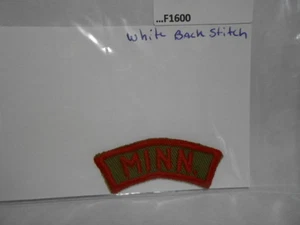 ...F1600
White Back Stitch
MINN.